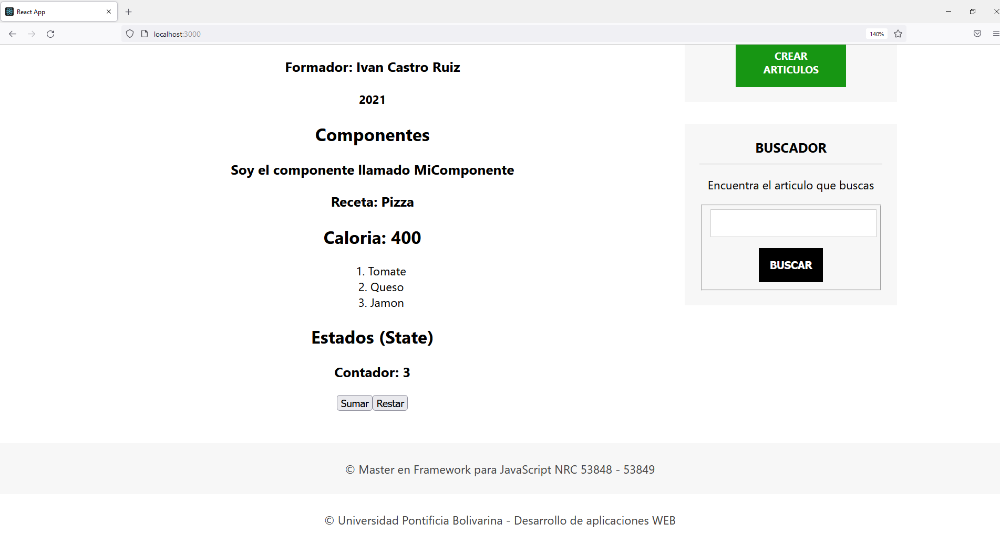 React App
localhost:3000
140%
Formador: Ivan Castro Ruiz
2021
Componentes
Soy el componente llamado MiComponente
Receta: Pizza
Caloria: 400
1. Tomate
2. Queso
3. Jamon
Estados (State)
Contador: 3
Sumar Restar
CREAR
ARTICULOS
BUSCADOR
Encuentra el articulo que buscas
BUSCAR
© Master en Framework para JavaScript NRC 53848 - 53849
© Universidad Pontificia Bolivarina - Desarrollo de aplicaciones WEB